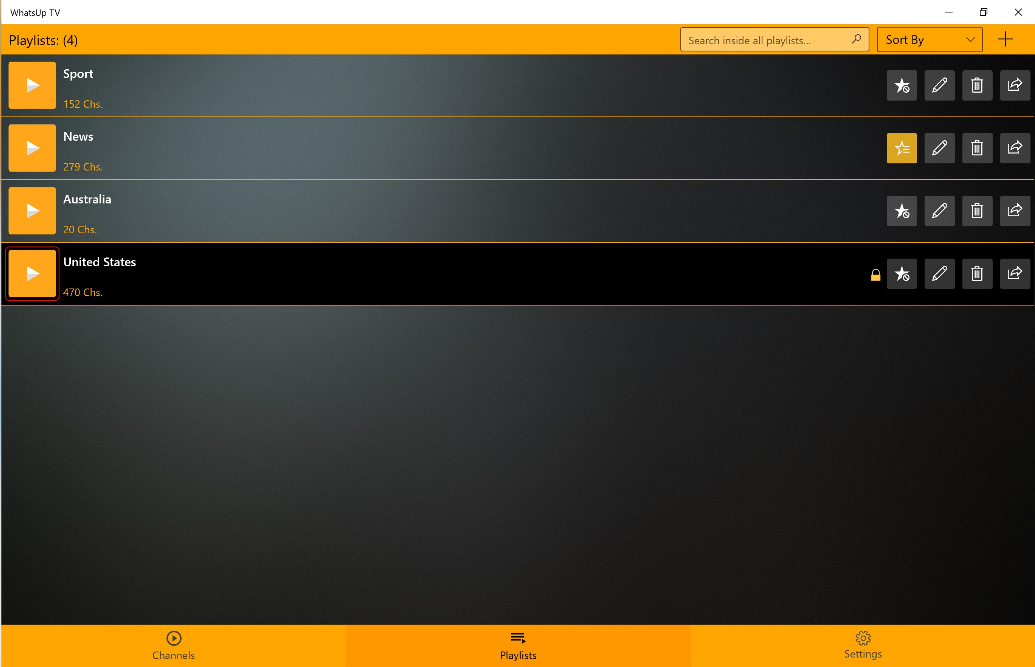 WhatsUp TV
Playlists: (4)
Search inside all playlists...
Sort By
Sport
152 Chs.
News
279 Chs.
Australia
20 Chs.
United States
470 Chs.
Channels
Playlists
Settings